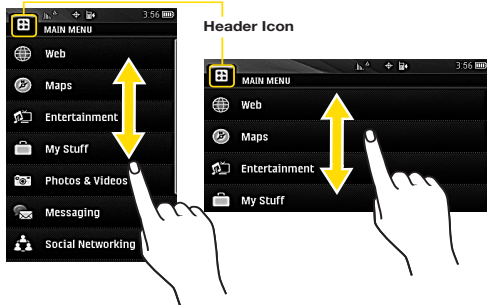 Header Icon
3:56
MAIN MENU
Web
Maps
Entertainment
My Stuff
Photos & Videos
Messaging
Social Networking
3:56
MAIN MENU
Web
Maps
Entertainment
My Stuff